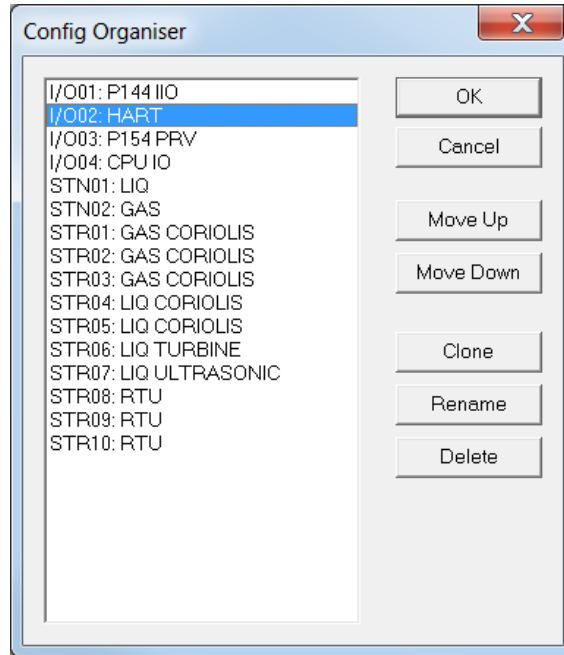 Config Organiser
I/O01: P144 IIO
I/O02: HART
I/O03: P154 PRV
I/O04: CPU IO
STN01: LIQ
STN02: GAS
STR01: GAS CORIOLIS
STR02: GAS CORIOLIS
STR03: GAS CORIOLIS
STR04: LIQ CORIOLIS
STR05: LIQ CORIOLIS
STR06: LIQ TURBINE
STR07: LIQ ULTRASONIC
STR08: RTU
STR09: RTU
STR10: RTU
OK
Cancel
Move Up
Move Down
Clone
Rename
Delete